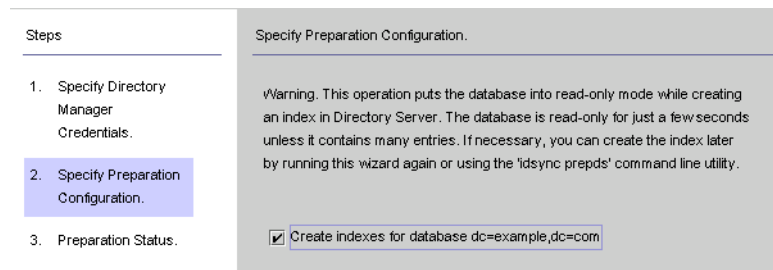 Steps
1. Specify Directory
Manager
Credentials.
2. Specify Preparation
Configuration.
3. Preparation Status.
Specify Preparation Configuration.
Warning. This operation puts the database into read-only mode while creating
an index in Directory Server. The database is read-only for just a few seconds
unless it contains many entries. If necessary, you can create the index later
by running this wizard again or using the 'idsync prepds' command line utility.
Create indexes for database dc=example,dc=com